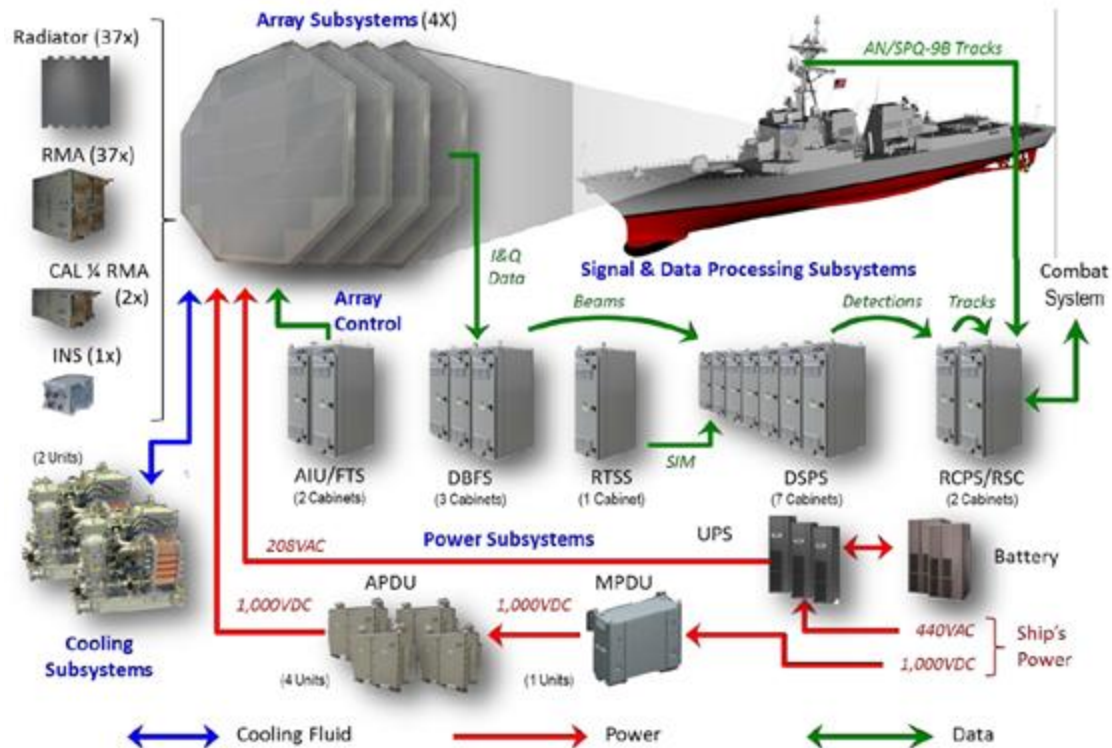 Array Subsystems (4X)
Radiator (37x)
RMA (37x)
CAL ¼ RMA
(2x)
INS (1x)
AN/SPQ-9B Tracks
I&Q
Data
Signal & Data Processing Subsystems
Combat
System
Array
Control
Beams
Detections
Tracks
SIM
AIU/FTS
(2 Cabinets)
DBFS
(3 Cabinets)
RTSS
(1 Cabinet)
DSPS
(7 Cabinets)
RCPS/RSC
(2 Cabinets)
(2 Units)
Cooling
Subsystems
208VAC
Power Subsystems
UPS
Battery
1,000VDC
APDU
(4 Units)
1,000VDC
MPDU
(1 Units)
440VAC
1,000VDC
Ship's
Power
Cooling Fluid
Power
Data